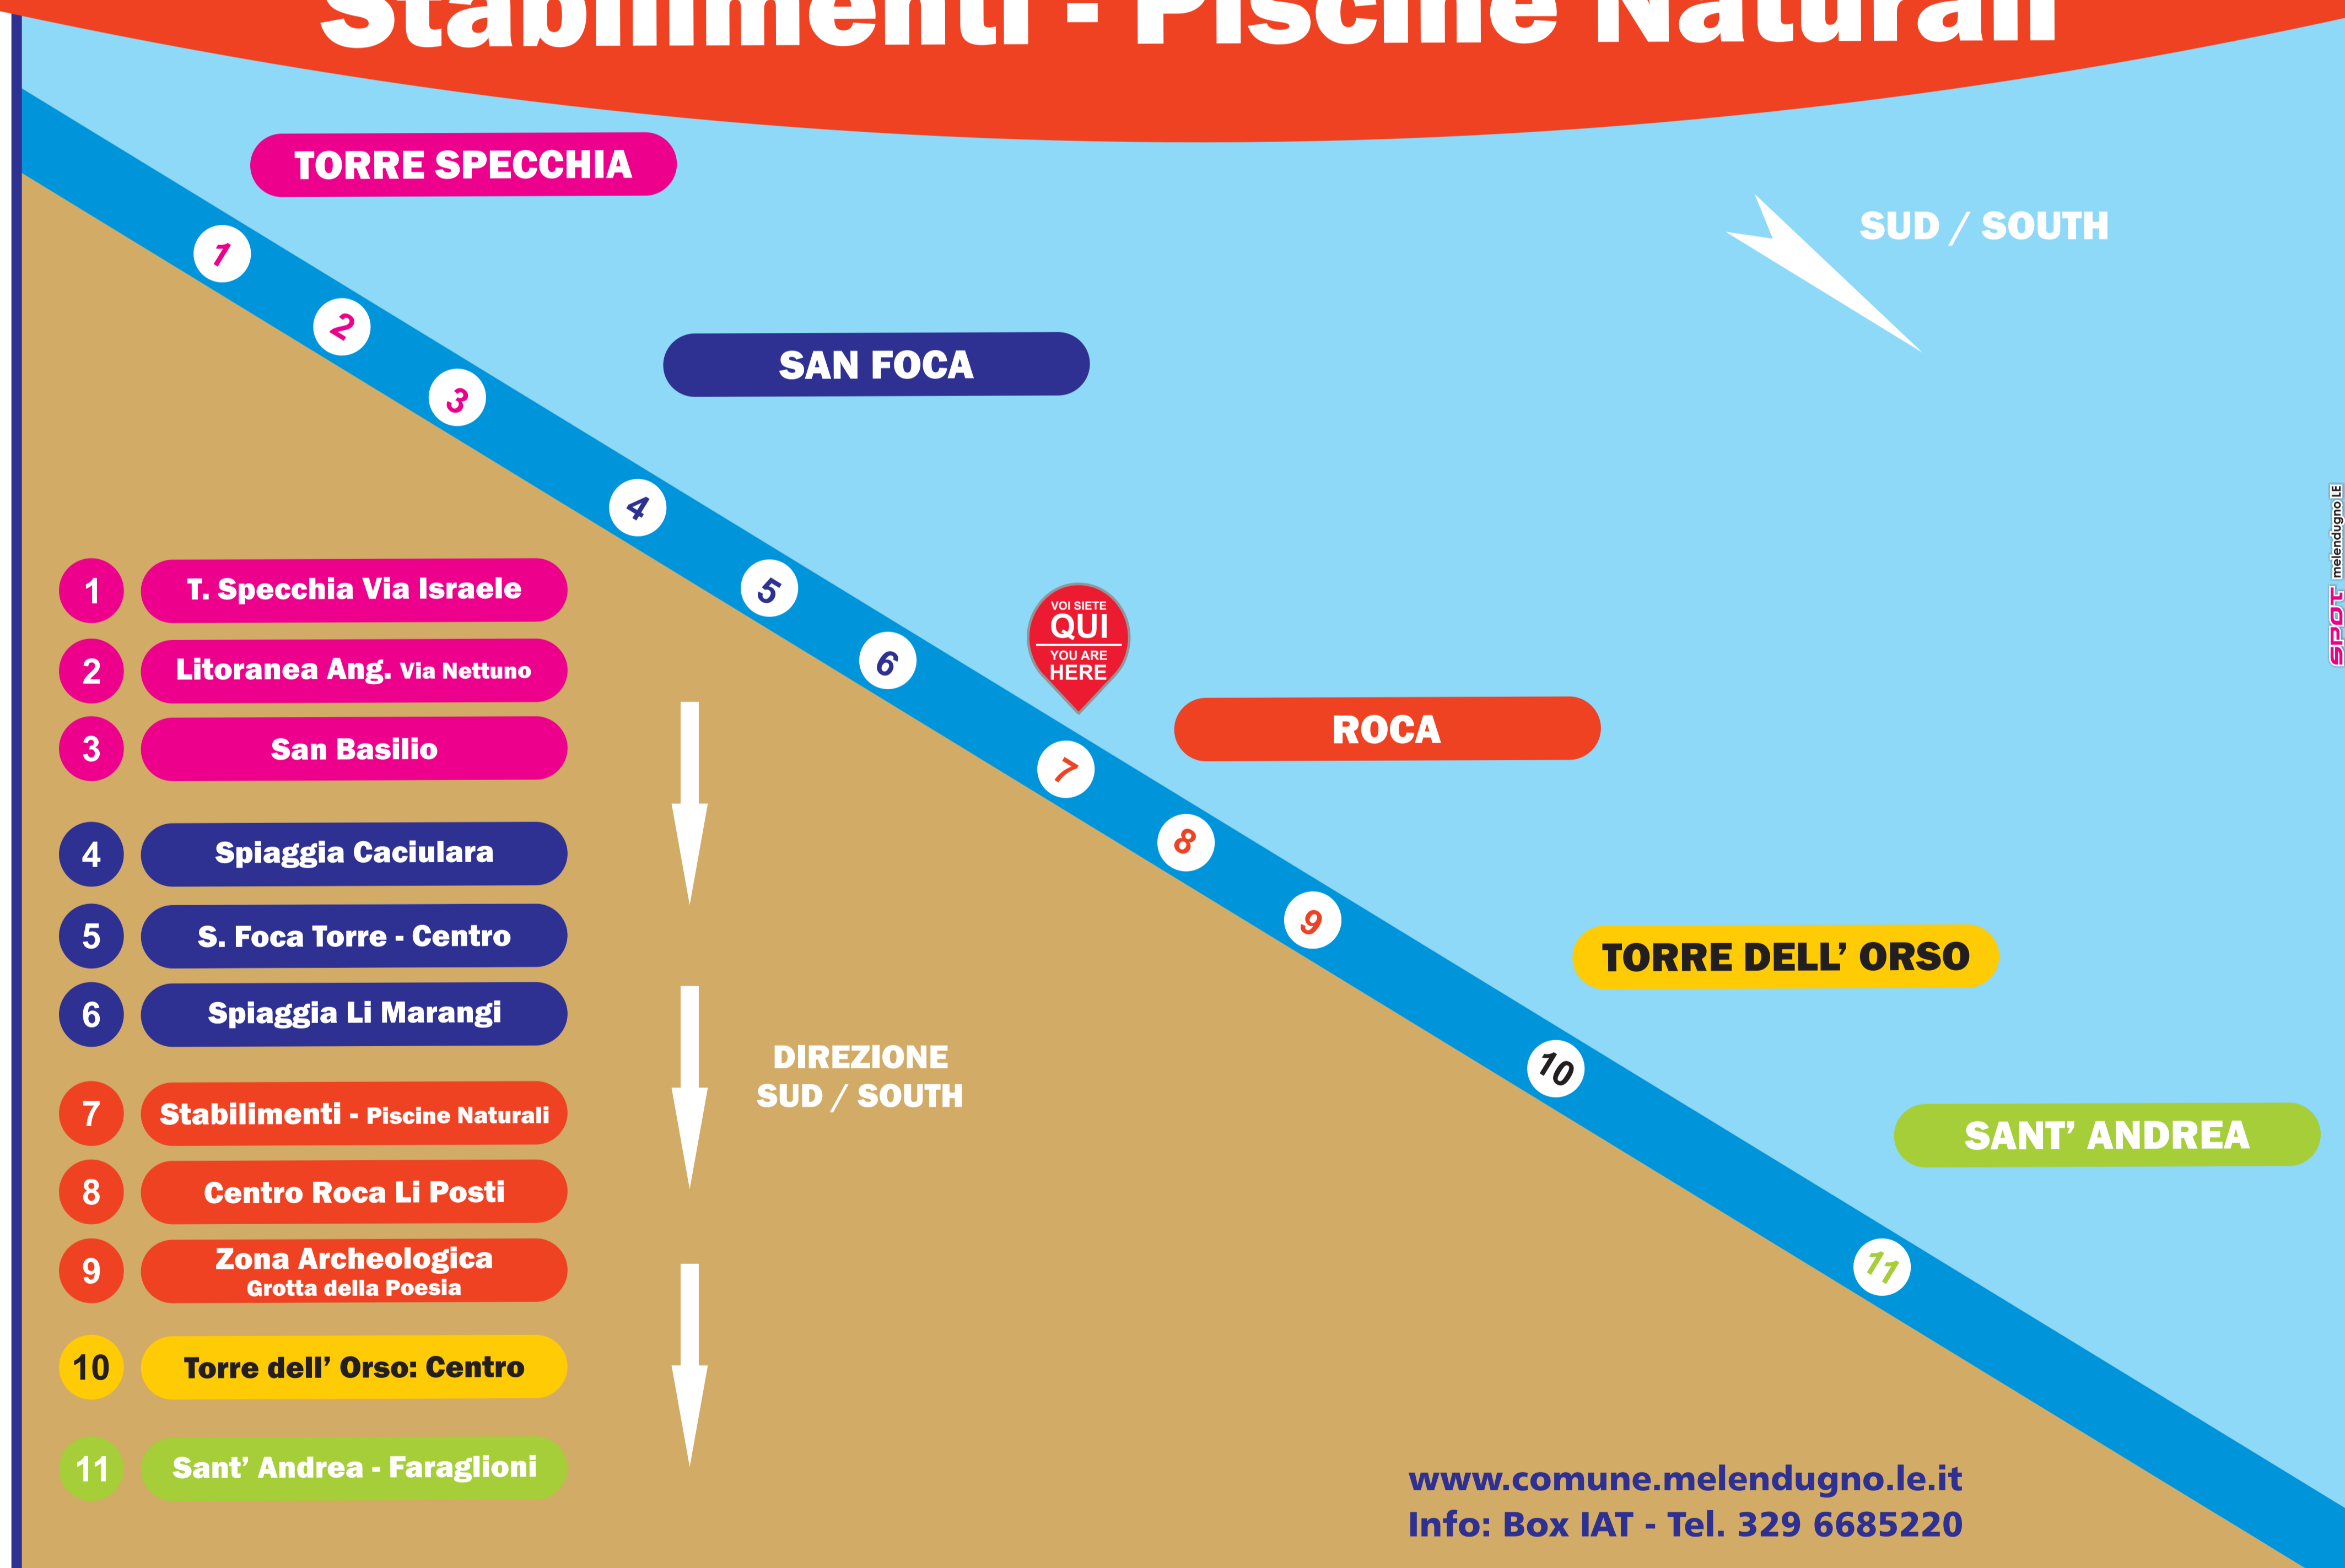 Stabilimenti - Piscine Naturali
TORRE SPECCHIA
SUD / SOUTH
SAN FOCA
VOI SIETE
QUI
YOU ARE
HERE
ROCA
TORRE DELL’ ORSO
SANT’ ANDREA
1
2
3
4
5
6
7
8
9
10
11
1 T. Specchia Via Israele
2 Litoranea Ang. Via Nettuno
3 San Basilio
4 Spiaggia Caciulara
5 S. Foca Torre - Centro
6 Spiaggia Li Marangi
7 Stabilimenti - Piscine Naturali
8 Centro Roca Li Posti
9 Zona Archeologica
Grotta della Poesia
10 Torre dell’ Orso: Centro
11 Sant’ Andrea - Faraglioni
DIREZIONE
SUD / SOUTH
www.comune.melendugno.le.it
Info: Box IAT - Tel. 329 6685220
SPOT melendugno LE